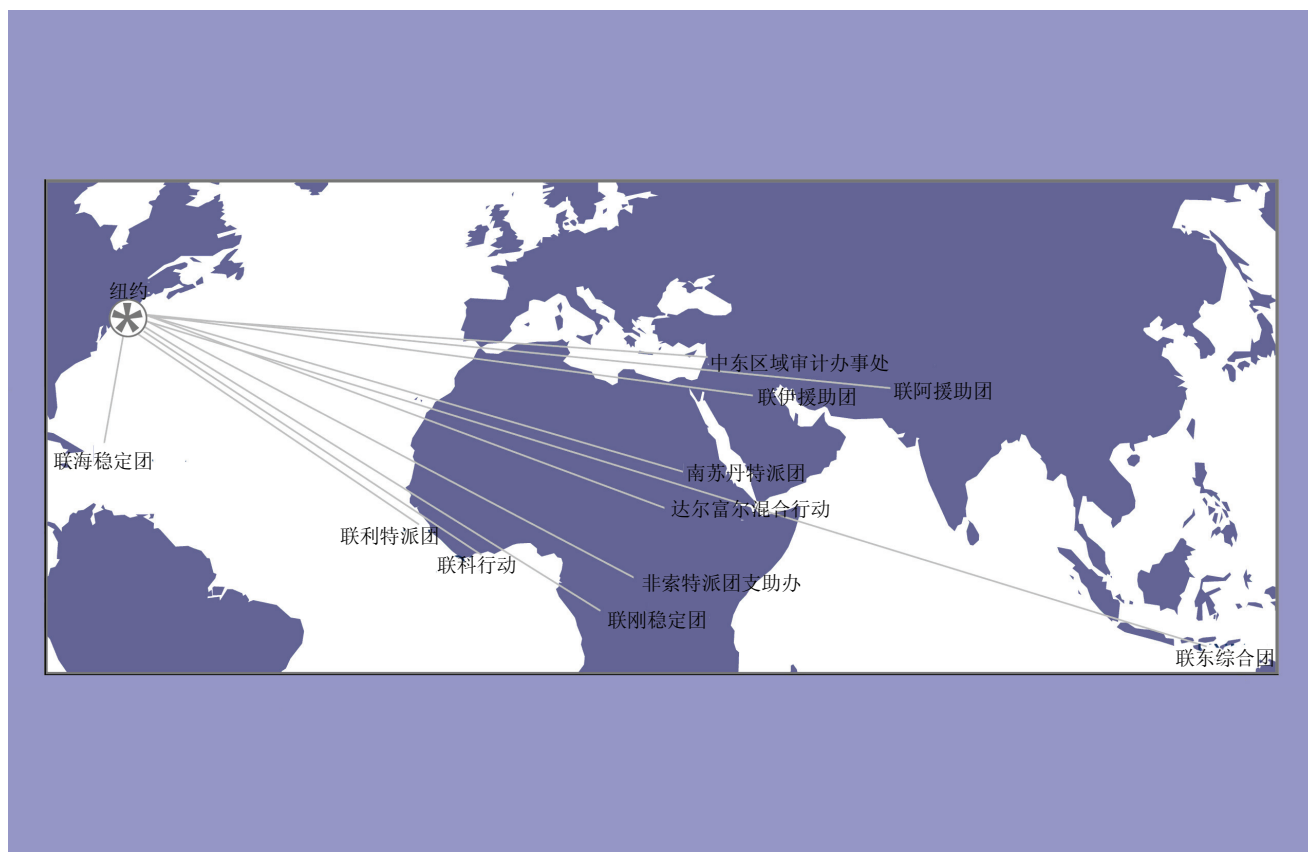 纽约
中东区域审计办事处
联阿援助团
联伊援助团
联海稳定团
南苏丹特派团
达尔富尔混合行动
联利特派团
联科行动
非索特派团支助办
联刚稳定团
联东综合团